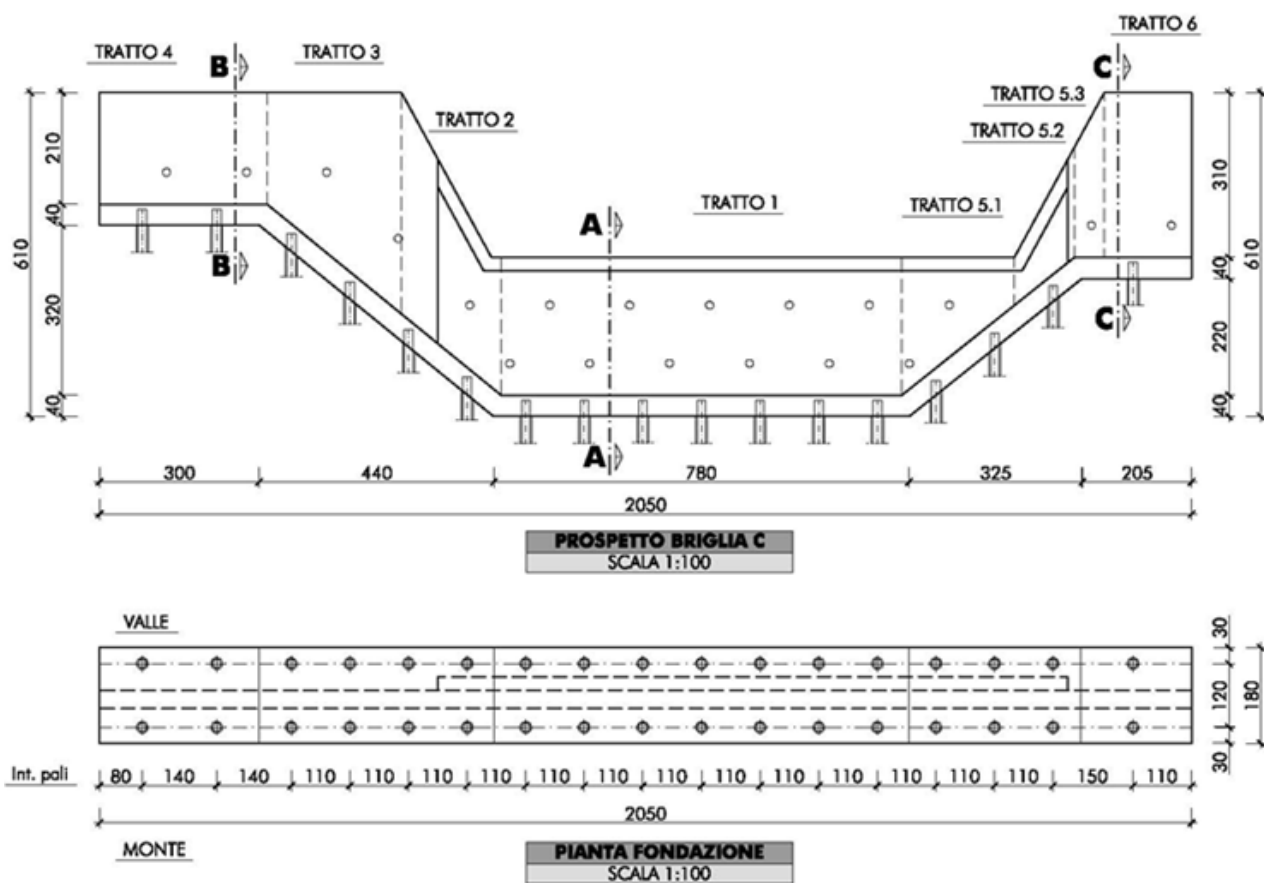 TRATTO 4
B
TRATTO 3
C
TRATTO 6
TRATTO 5.3
TRATTO 2
TRATTO 5.2
TRATTO 1
TRATTO 5.1
A
B
C
A
610
210
40
320
40
310
40
220
40
610
300
440
780
325
205
2050
PROSPETTO BRIGLIA C
SCALA 1:100
VALLE
30
120
180
30
Int. pali
80 140 140 110 110 110 110 110 110 110 110 110 110 110 110 110 150 110
2050
MONTE
PIANTA FONDAZIONE
SCALA 1:100